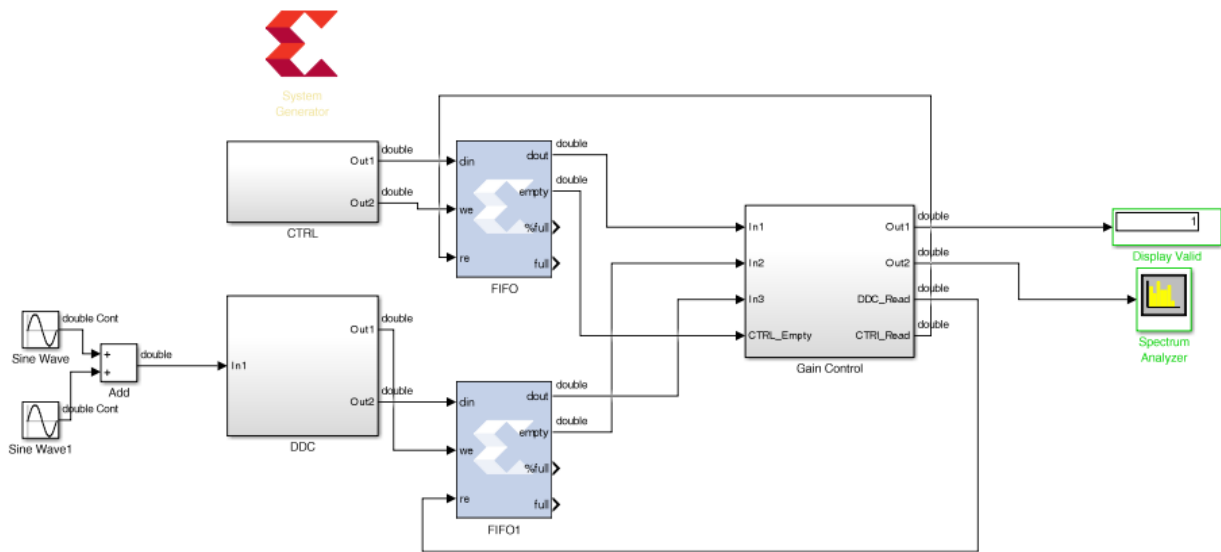 System
Generator
Out1
double
Out2
double
CTRL
din
we
re
dout
double
empty
double
%full
full
FIFO
In1
In2
In3
CTRL_Empty
Out1
double
Out2
double
DDC_Read
double
CTRl_Read
double
Gain Control
1
Display Valid
Spectrum
Analyzer
double Cont
Sine Wave
double Cont
Sine Wave1
+
+
Add
double
In1
Out1
double
Out2
double
DDC
din
we
re
dout
double
empty
double
%full
full
FIFO1